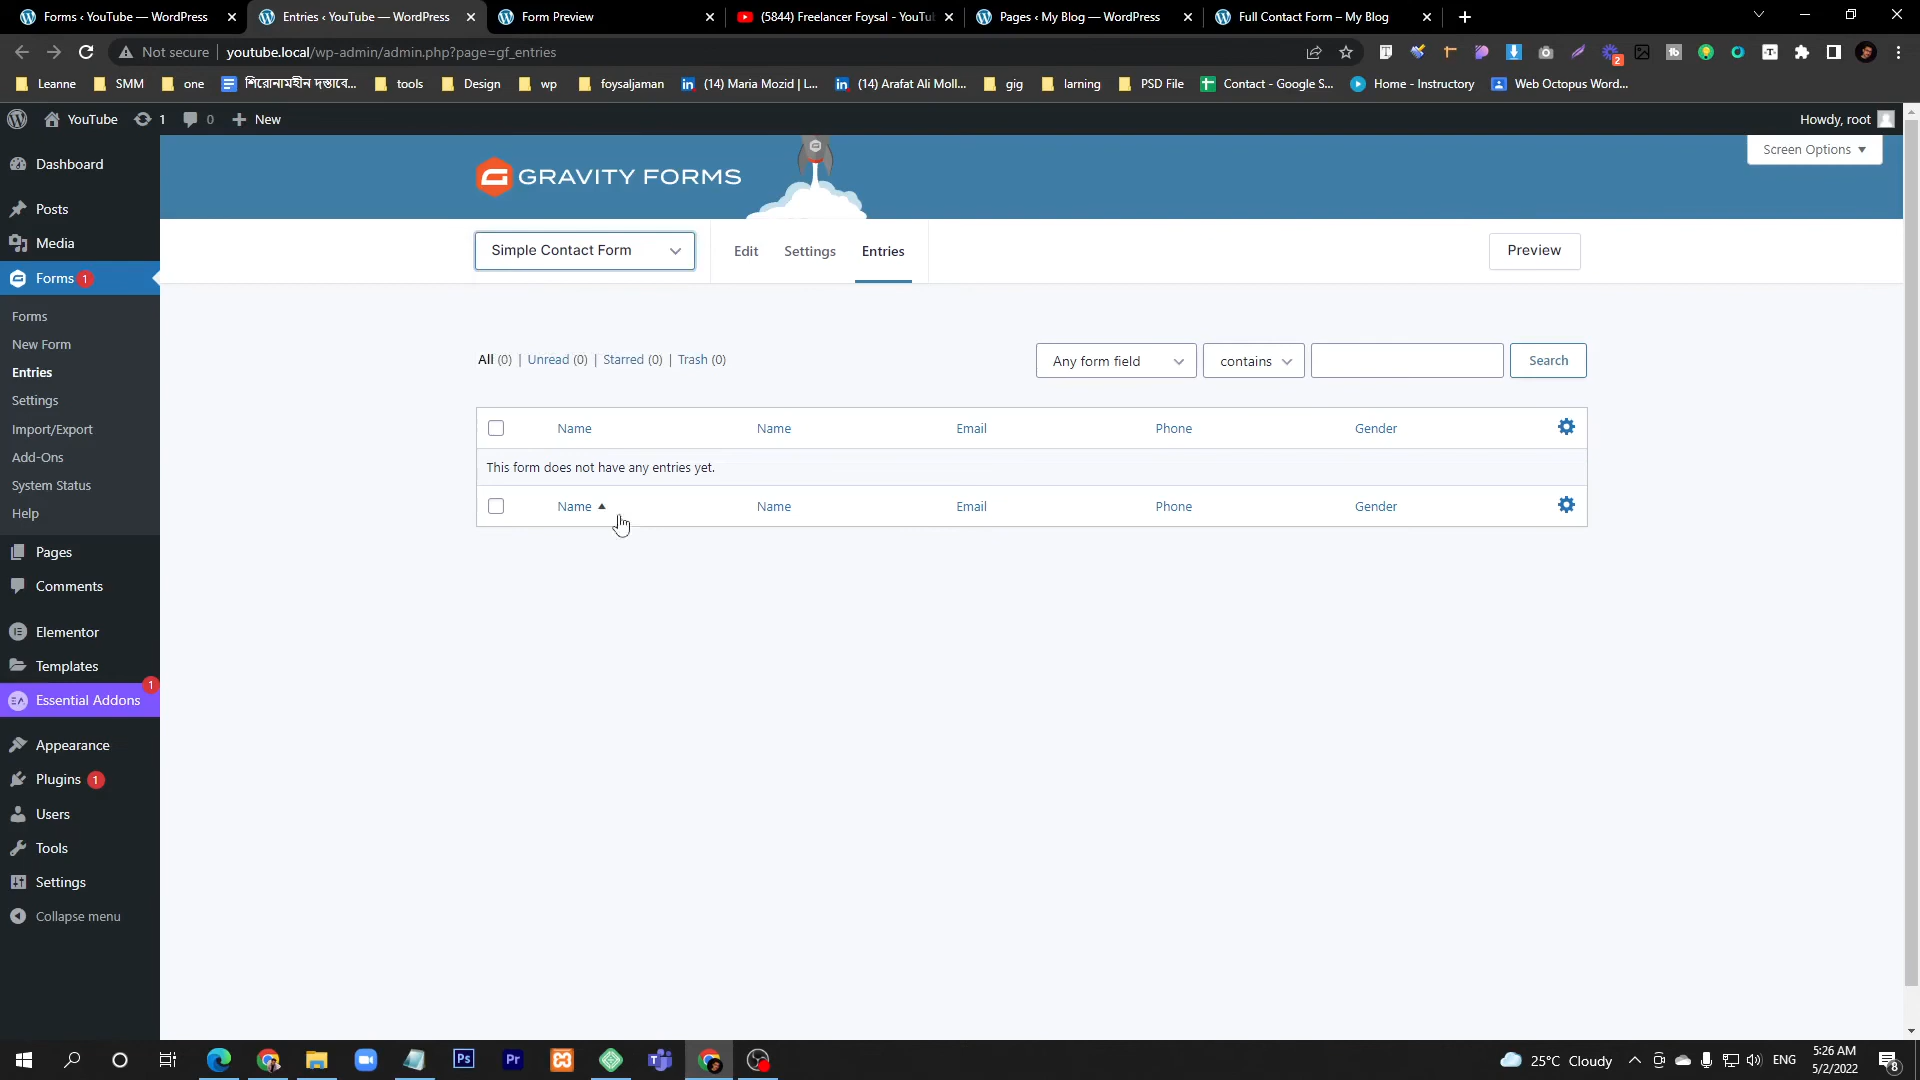 Forms ‹ YouTube — WordPress
Entries ‹ YouTube — WordPress
Form Preview
(5844) Freelancer Foysal - YouTu
Pages ‹ My Blog — WordPress
Full Contact Form – My Blog
Not secure
youtube.local/wp-admin/admin.php?page=gf_entries
2
Leanne
SMM
one
শিরোনামহীন দস্তাবে...
tools
Design
wp
foysaljaman
(14) Maria Mozid | L...
(14) Arafat Ali Moll...
gig
larning
PSD File
Contact - Google S...
Home - Instructory
Web Octopus Word...
YouTube
1
0
New
Howdy, root
Dashboard
Posts
Media
Forms 1
Forms
New Form
Entries
Settings
Import/Export
Add-Ons
System Status
Help
Pages
Comments
Elementor
Templates
Essential Addons 1
Appearance
Plugins 1
Users
Tools
Settings
Collapse menu
GRAVITY FORMS
Screen Options
Simple Contact Form
Edit
Settings
Entries
Preview
All (0) | Unread (0) | Starred (0) | Trash (0)
Any form field
contains
Search
Name Name Email Phone Gender
This form does not have any entries yet.
Name Name Email Phone Gender
25°C Cloudy
ENG
5:26 AM
5/2/2022
8